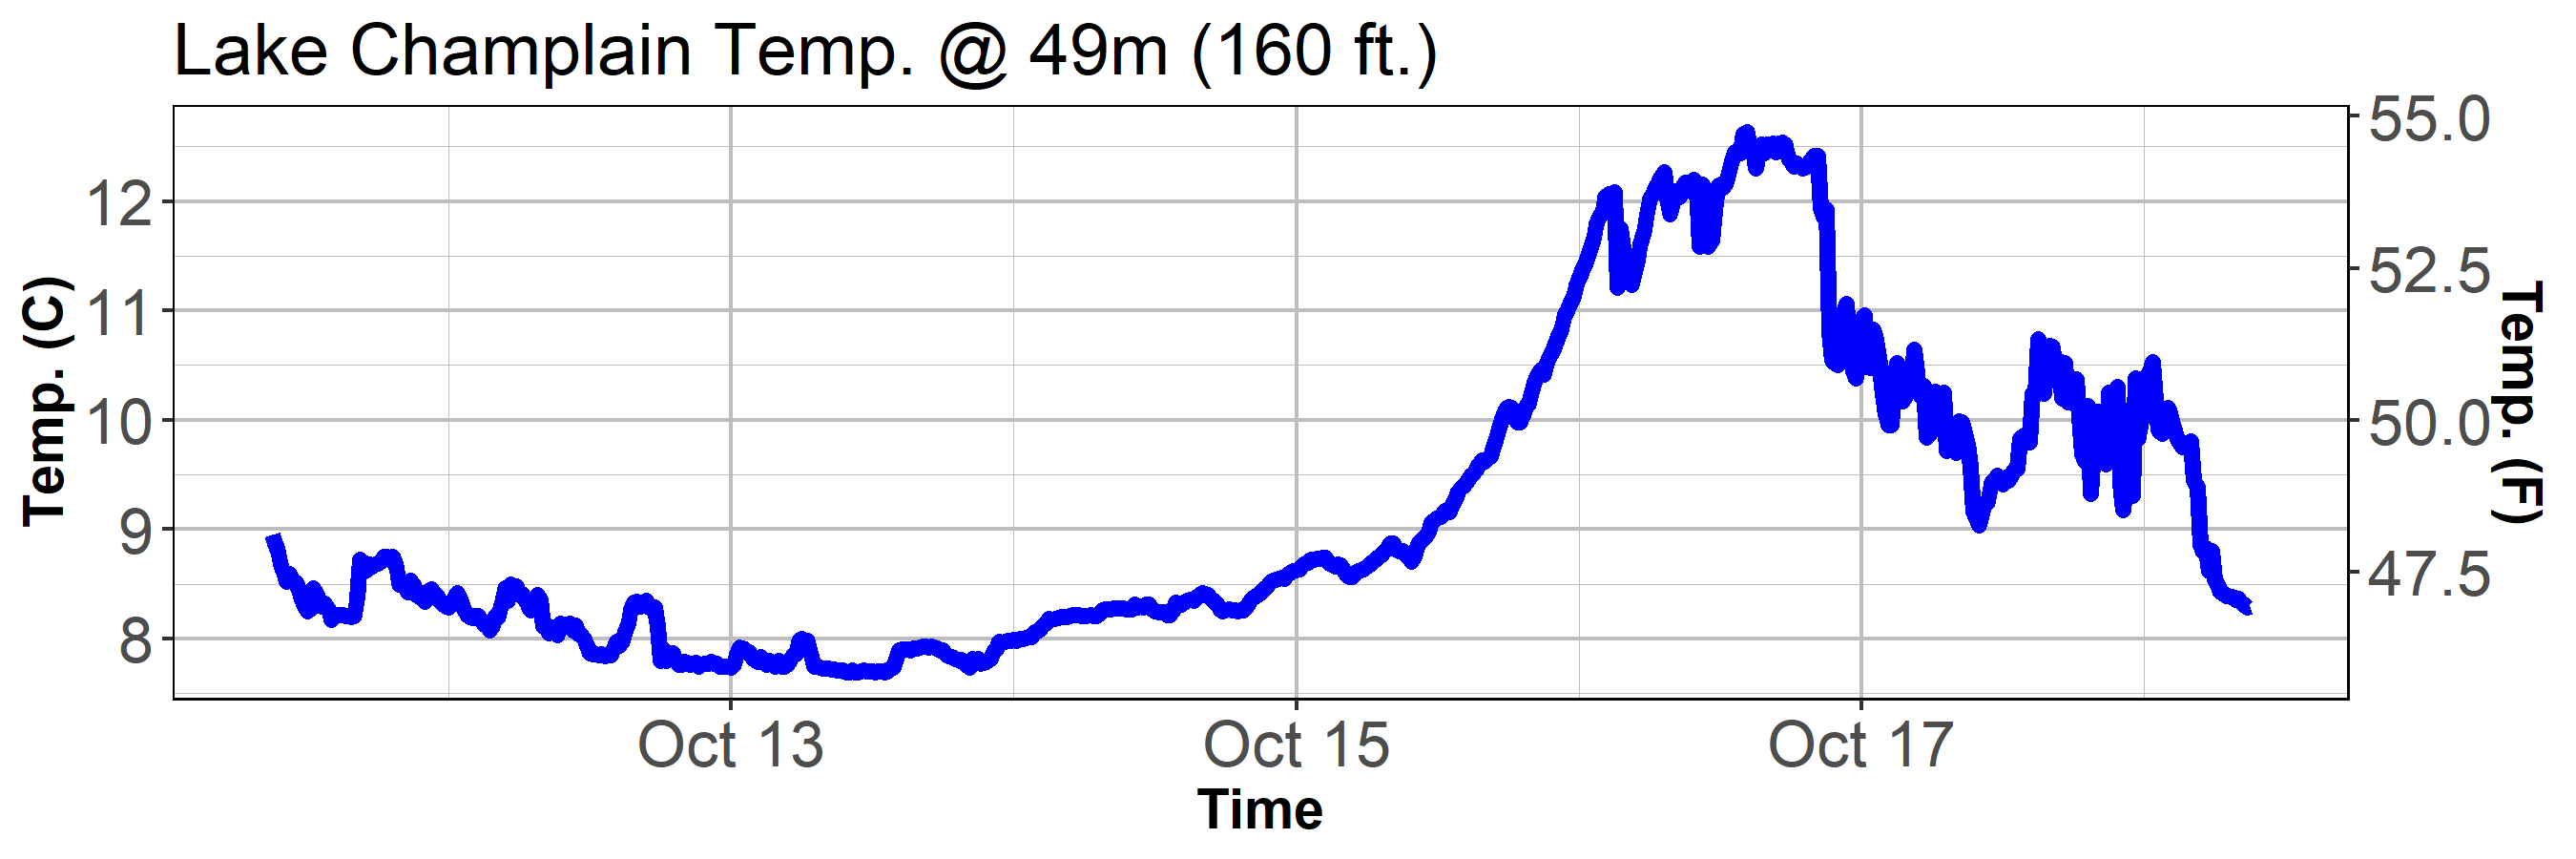 Lake Champlain Temp. @ 49m (160 ft.)
55.0
12
52.5
11
10
50.0
9
47.5
8
Temp. (C)
Temp. (F)
Oct 13
Oct 15
Oct 17
Time